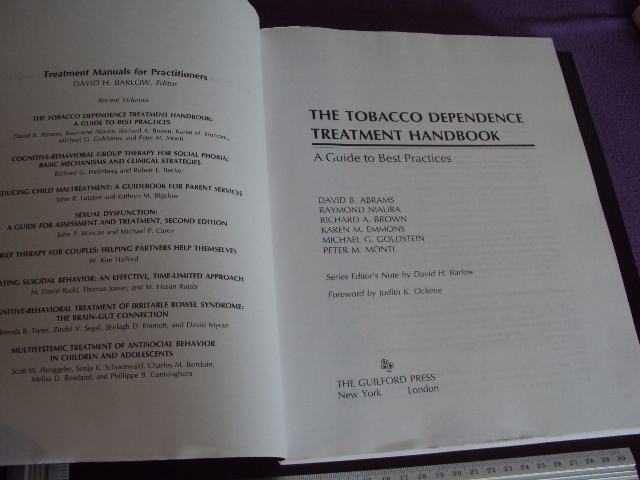 Treatment Manuals for Practitioners
DAVID H. BARLOW, Editor
Recent Volumes
THE TOBACCO DEPENDENCE TREATMENT HANDBOOK:
A GUIDE TO BEST PRACTICES
David B. Abrams, Raymond Niaura, Richard A. Brown, Karen M. Emmons,
Michael G. Goldstein, and Peter M. Monti
COGNITIVE-BEHAVIORAL GROUP THERAPY FOR SOCIAL PHOBIA:
BASIC MECHANISMS AND CLINICAL STRATEGIES
Richard G. Heimberg and Robert E. Becker
EDUCING CHILD MALTREATMENT: A GUIDEBOOK FOR PARENT SERVICES
John R. Lutzker and Kathryn M. Bigelow
SEXUAL DYSFUNCTION:
A GUIDE FOR ASSESSMENT AND TREATMENT, SECOND EDITION
John P. Wincze and Michael P. Carey
RIEF THERAPY FOR COUPLES: HELPING PARTNERS HELP THEMSELVES
W. Kim Halford
ATING SUICIDAL BEHAVIOR: AN EFFECTIVE, TIME-LIMITED APPROACH
M. David Rudd, Thomas Joiner, and M. Hasan Rajab
GNITIVE-BEHAVIORAL TREATMENT OF IRRITABLE BOWEL SYNDROME:
THE BRAIN–GUT CONNECTION
Brenda B. Toner, Zindel V. Segal, Shelagh D. Emmott, and David Myran
MULTISYSTEMIC TREATMENT OF ANTISOCIAL BEHAVIOR
IN CHILDREN AND ADOLESCENTS
Scott W. Henggeler, Sonja K. Schoenwald, Charles M. Borduin,
Melisa D. Rowland, and Phillippe B. Cunningham
THE TOBACCO DEPENDENCE
TREATMENT HANDBOOK
A Guide to Best Practices
DAVID B. ABRAMS
RAYMOND NIAURA
RICHARD A. BROWN
KAREN M. EMMONS
MICHAEL G. GOLDSTEIN
PETER M. MONTI
Series Editor's Note by David H. Barlow
Foreword by Judith K. Ockene
THE GUILFORD PRESS
New York London